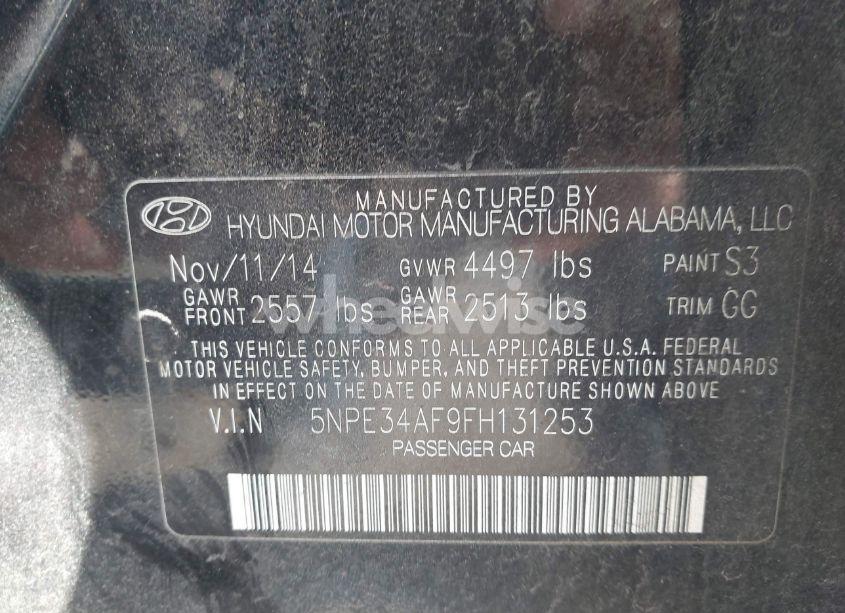 MANUFACTURED BY
HYUNDAI MOTOR MANUFACTURING ALABAMA, LLC
Nov/11/14 GVWR 4497 lbs PAINT S3
GAWR FRONT 2557 lbs GAWR REAR 2513 lbs TRIM GG
THIS VEHICLE CONFORMS TO ALL APPLICABLE U.S.A. FEDERAL
MOTOR VEHICLE SAFETY, BUMPER, AND THEFT PREVENTION STANDARDS
IN EFFECT ON THE DATE OF MANUFACTURE SHOWN ABOVE
V.I.N 5NPE34AF9FH131253
PASSENGER CAR
wheelwise